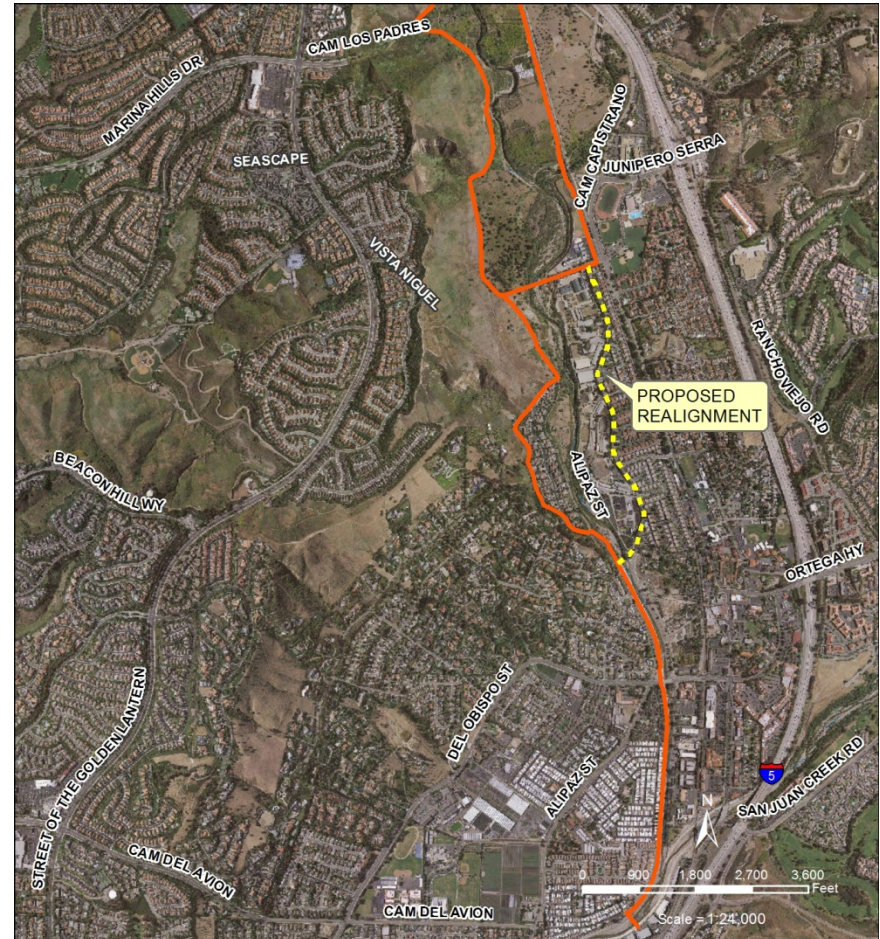 CAM LOS PADRES
MARINA HILLS DR
SEASCAPE
CAM CAPISTRANO
JUNIPERO SERRA
VISTA NIGUEL
RANCHOVIEJO RD
PROPOSED
REALIGNMENT
BEACON HILL WY
ALIPAZ ST
ORTEGA HY
STREET OF THE GOLDEN LANTERN
DEL OBISPO ST
ALIPAZ ST
5
SAN JUAN CREEK RD
N
CAM DEL AVION
0 900 1,800 2,700 3,600
Feet
CAM DEL AVION
Scale = 1:24,000